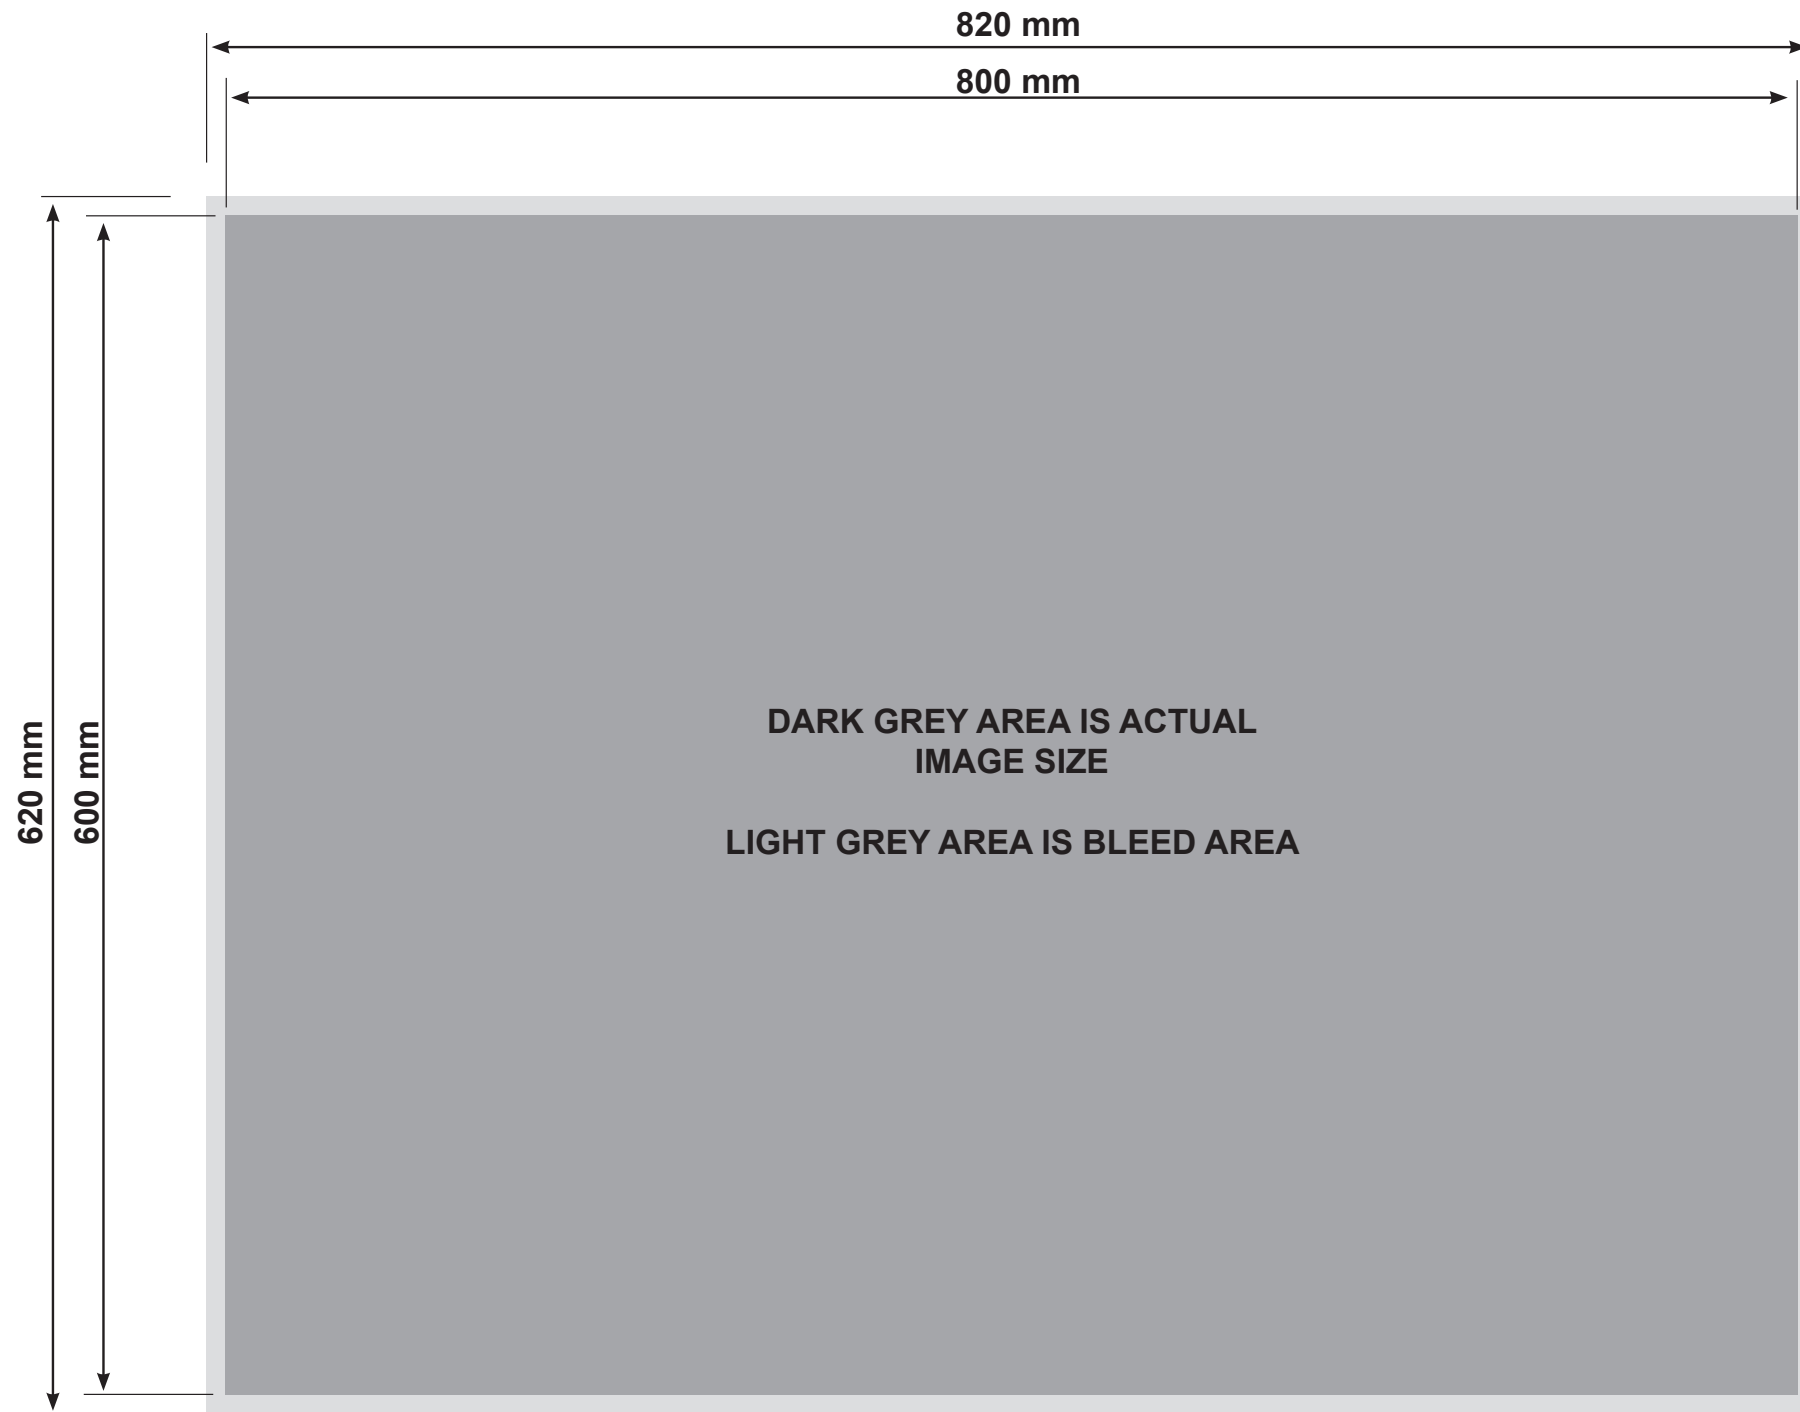 820 mm
800 mm
620 mm
600 mm
DARK GREY AREA IS ACTUAL
IMAGE SIZE
LIGHT GREY AREA IS BLEED AREA